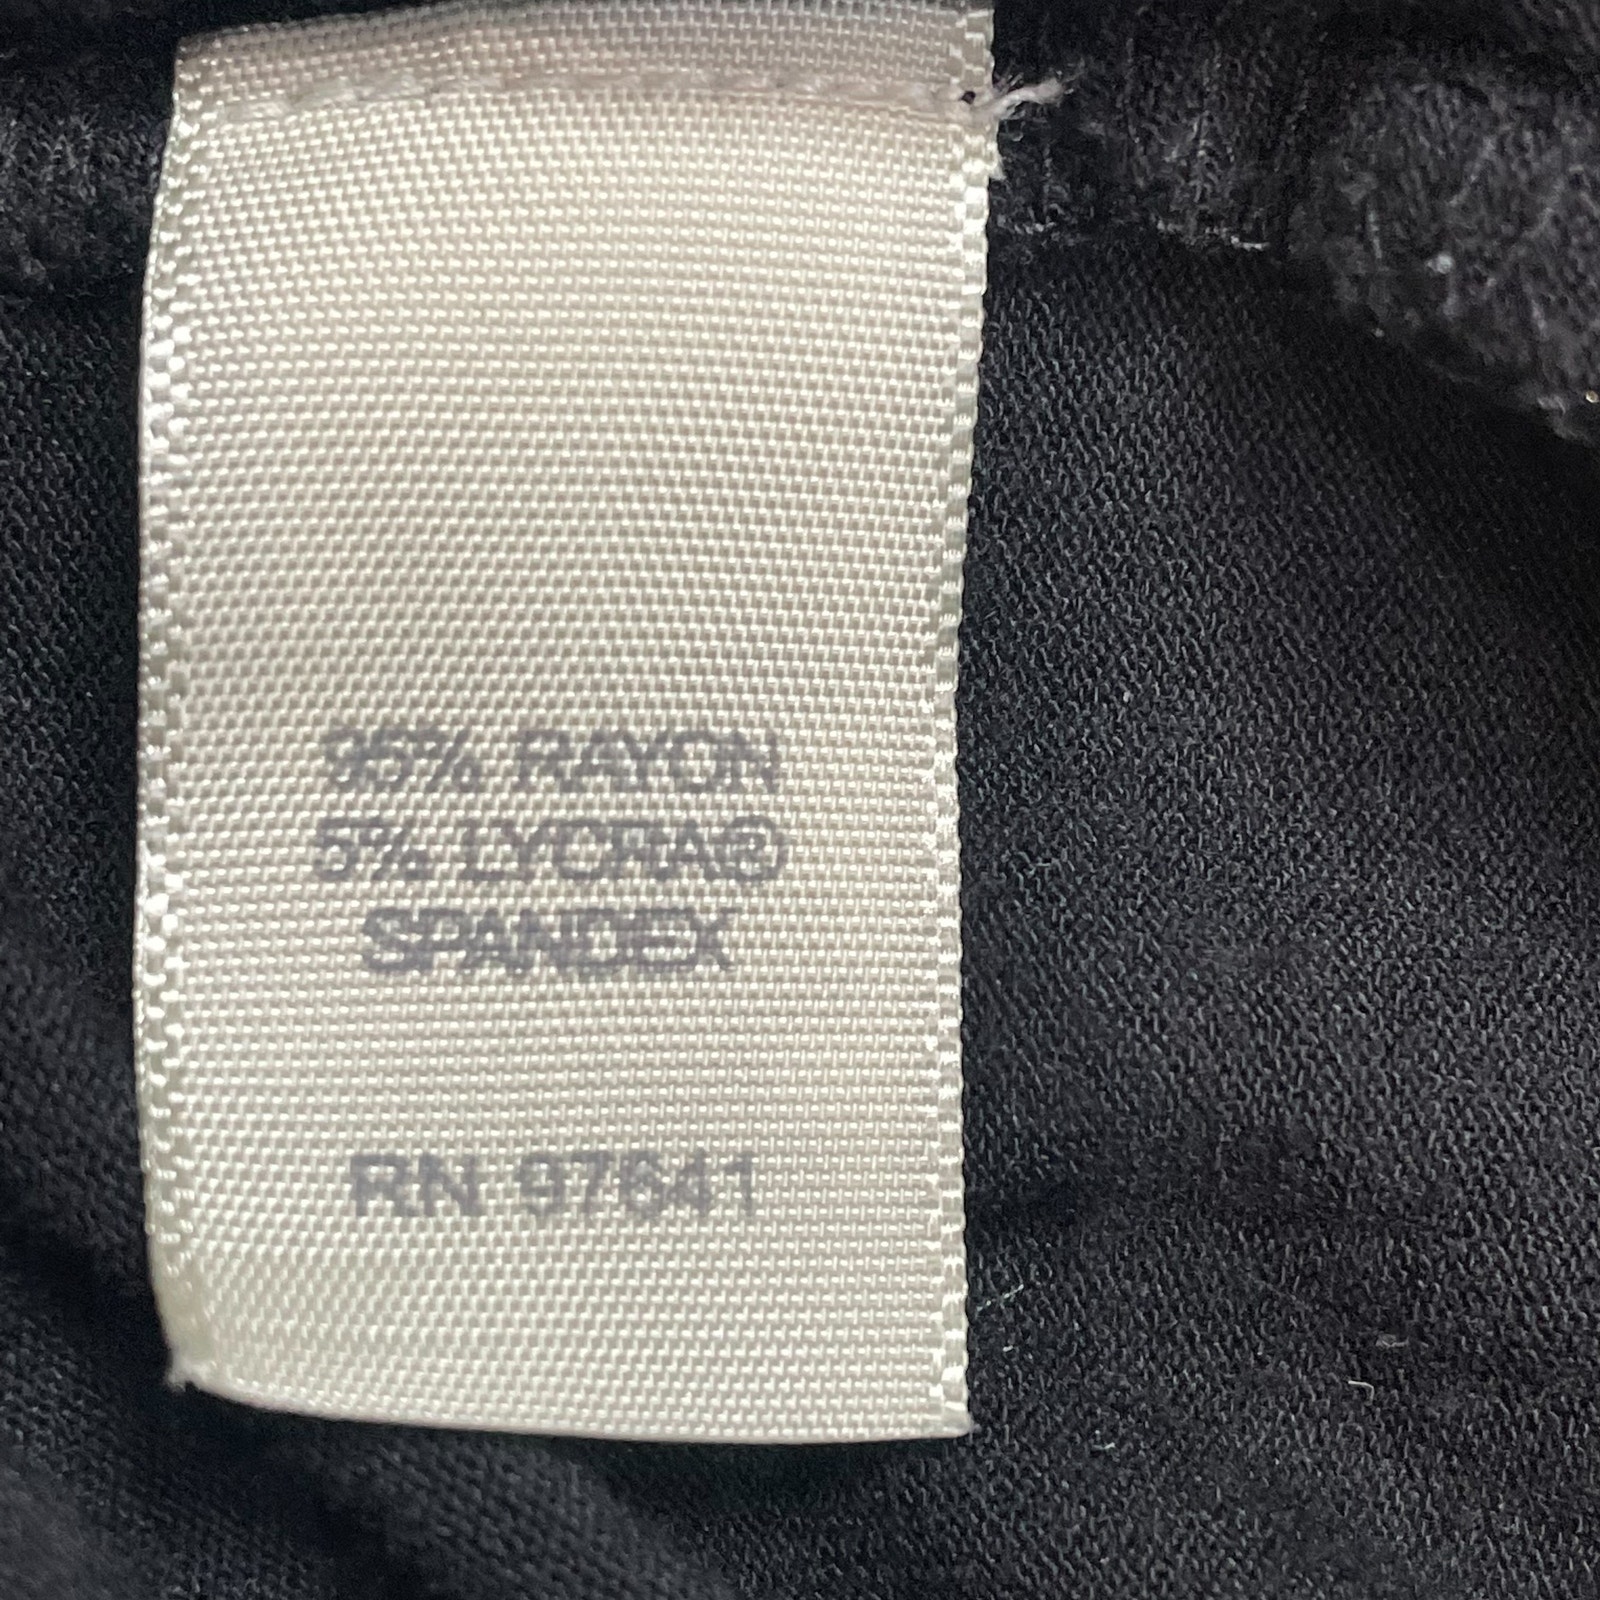 95% RAYON
5% LYCRA®
SPANDEX
RN 97641